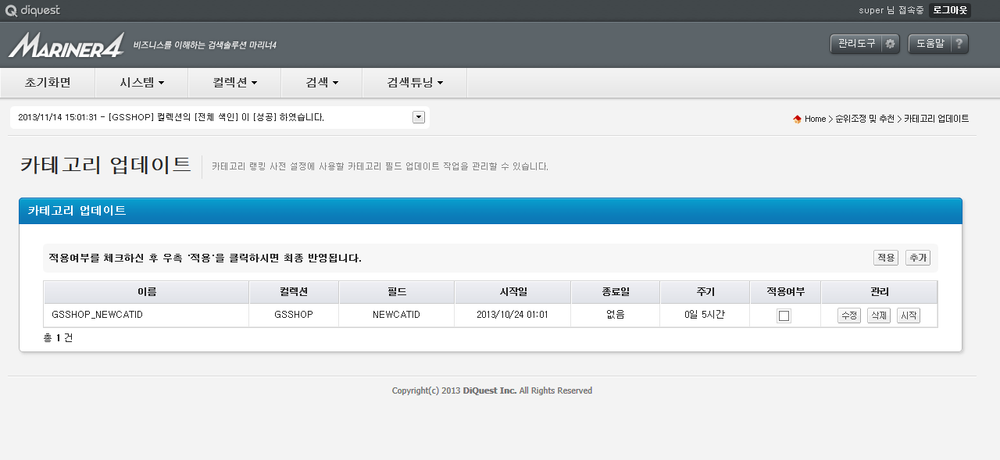 diquest
super 님 접속중 로그아웃
MARINER4 비즈니스를 이해하는 검색솔루션 마리너4
관리도구 도움말 ?
초기화면 시스템 컬렉션 검색 검색튜닝
2013/11/14 15:01:31 - [GSSHOP] 컬렉션의 [전체 색인] 이 [성공] 하였습니다.
Home > 순위조정 및 추천 > 카테고리 업데이트
카테고리 업데이트 카테고리 랭킹 사전 설정에 사용할 카테고리 필드 업데이트 작업을 관리할 수 있습니다.
카테고리 업데이트
적용여부를 체크하신 후 우측 '적용'을 클릭하시면 최종 반영됩니다. 적용 추가
이름 컬렉션 필드 시작일 종료일 주기 적용여부 관리
GSSHOP_NEWCATID GSSHOP NEWCATID 2013/10/24 01:01 없음 0일 5시간 수정 삭제 시작
총 1 건
Copyright(c) 2013 DiQuest Inc. All Rights Reserved